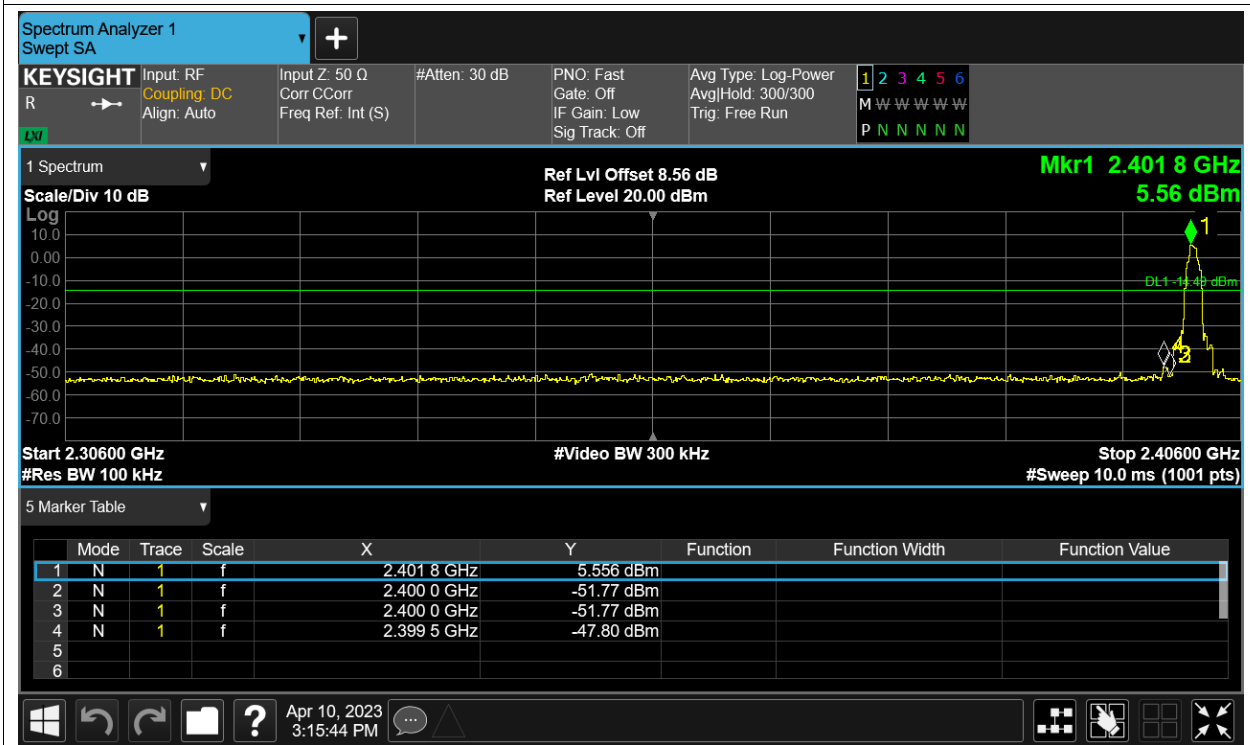 Spectrum Analyzer 1
Swept SA
+
KEYSIGHT Input: RF Input Z: 50 Ω #Atten: 30 dB PNO: Fast Avg Type: Log-Power 1 2 3 4 5 6
R Coupling: DC Corr CCorr Gate: Off Avg|Hold: 300/300 M W W W W W
Align: Auto Freq Ref: Int (S) IF Gain: Low Trig: Free Run
LXI Sig Track: Off P N N N N N
1 Spectrum Ref Lvl Offset 8.56 dB Mkr1 2.401 8 GHz
Scale/Div 10 dB Ref Level 20.00 dBm 5.56 dBm
Log
1
10.0
0.00
-10.0
DL1 -14.49 dBm
-20.0
-30.0
-40.0
-50.0
-60.0
-70.0
Start 2.30600 GHz #Video BW 300 kHz Stop 2.40600 GHz
#Res BW 100 kHz #Sweep 10.0 ms (1001 pts)
5 Marker Table
Mode Trace Scale X Y Function Function Width Function Value
1 N 1 f 2.401 8 GHz 5.556 dBm
2 N 1 f 2.400 0 GHz -51.77 dBm
3 N 1 f 2.400 0 GHz -51.77 dBm
4 N 1 f 2.399 5 GHz -47.80 dBm
5
6
? Apr 10, 2023
3:15:44 PM